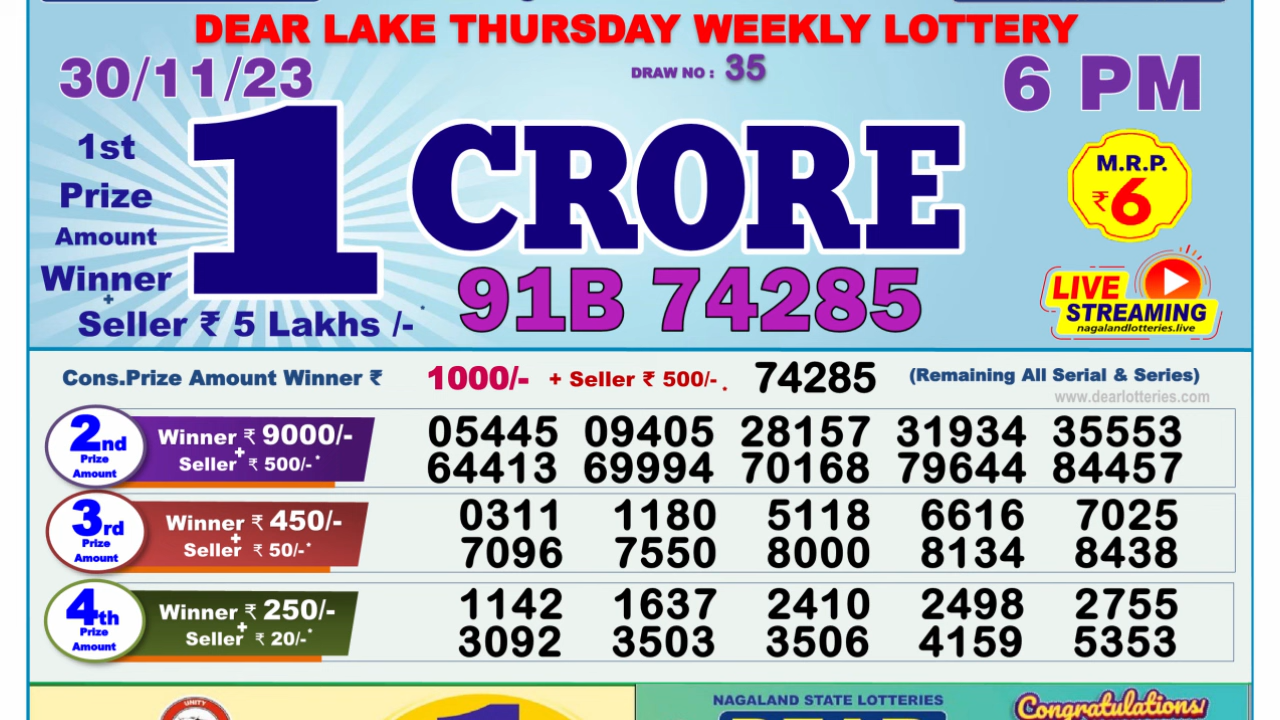 DEAR LAKE THURSDAY WEEKLY LOTTERY
30/11/23
DRAW NO : 35
6 PM
1st
Prize
Amount
Winner
+
Seller ₹ 5 Lakhs /- *
1 CRORE
91B 74285
M.R.P.
₹6
LIVE
STREAMING
nagalandlotteries.live
Cons.Prize Amount Winner ₹ 1000/- + Seller ₹ 500/- . 74285 (Remaining All Serial & Series)
www.dearlotteries.com
2nd
Prize
Amount
Winner ₹ 9000/-
+
Seller ₹ 500/-*
05445 09405 28157 31934 35553
64413 69994 70168 79644 84457
3rd
Prize
Amount
Winner ₹ 450/-
+
Seller ₹ 50/-*
0311 1180 5118 6616 7025
7096 7550 8000 8134 8438
4th
Prize
Amount
Winner ₹ 250/-
+
Seller ₹ 20/-*
1142 1637 2410 2498 2755
3092 3503 3506 4159 5353
UNITY
1
NAGALAND STATE LOTTERIES
DEAR
Congratulations!